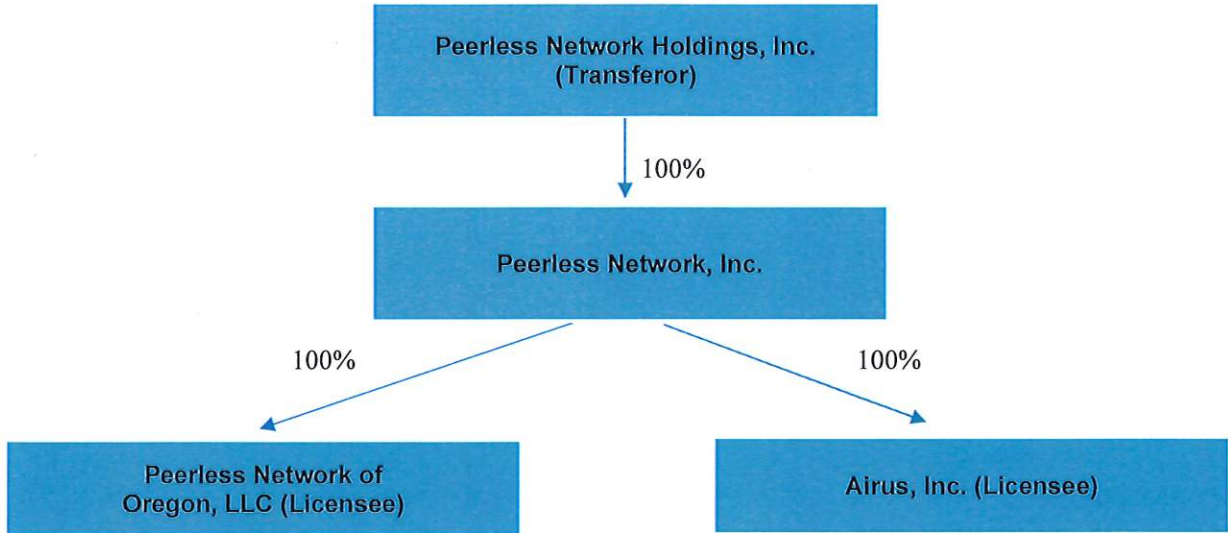 Peerless Network Holdings, Inc.
(Transferor)
100%
Peerless Network, Inc.
100%
100%
Peerless Network of
Oregon, LLC (Licensee)
Airus, Inc. (Licensee)